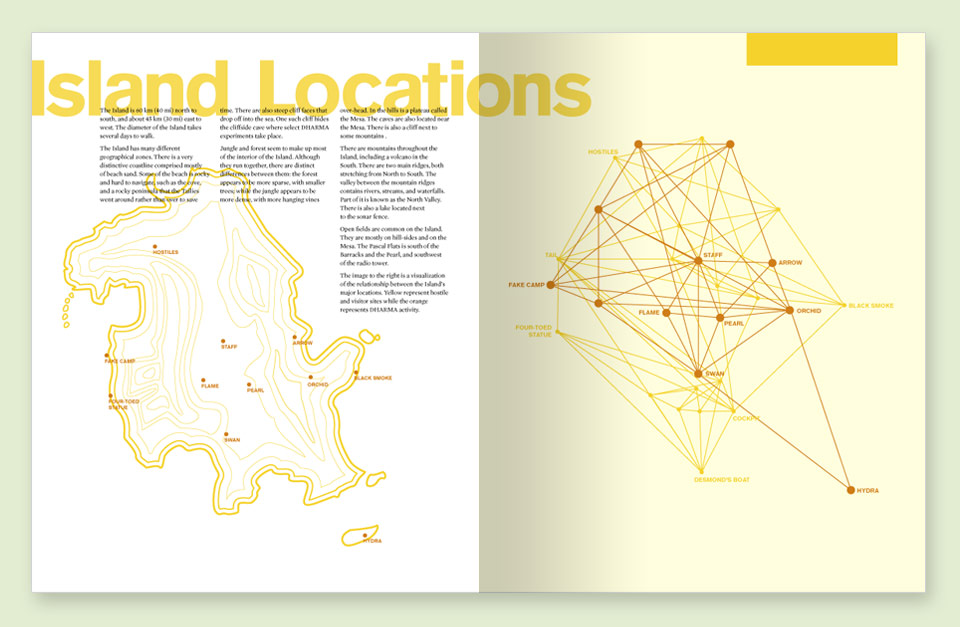 Island Locations
The Island is 60 km (40 mi) north to
south, and about 45 km (30 mi) east to
west. The diameter of the Island takes
several days to walk.
The Island has many different
geographical zones. There is a very
distinctive coastline comprised mostly
of beach sand. Some of the beach is rocky
and hard to navigate, such as the cove,
and a rocky peninsula that the Tailies
went around rather than over to save
time. There are also steep cliff faces that
drop off into the sea. One such cliff hides
the cliffside cave where select DHARMA
experiments take place.
Jungle and forest seem to make up most
of the interior of the Island. Although
they run together, there are distinct
differences between them: the forest
appears to be more sparse, with smaller
trees; while the jungle appears to be
more dense, with more hanging vines
over-head. In the hills is a plateau called
the Mesa. The caves are also located near
the Mesa. There is also a cliff next to
some mountains .
There are mountains throughout the
Island, including a volcano in the
South. There are two main ridges, both
stretching from North to South. The
valley between the mountain ridges
contains rivers, streams, and waterfalls.
Part of it is known as the North Valley.
There is also a lake located next
to the sonar fence.
Open fields are common on the Island.
They are mostly on hill-sides and on the
Mesa. The Pascal Flats is south of the
Barracks and the Pearl, and southwest
of the radio tower.
The image to the right is a visualization
of the relationship between the Island's
major locations. Yellow represent hostile
and visitor sites while the orange
represents DHARMA activity.
HOSTILES
STAFF
ARROW
FAKE CAMP
BLACK SMOKE
FLAME
PEARL
ORCHID
FOUR-TOED
STATUE
SWAN
HYDRA
HOSTILES
TAIL
STAFF
ARROW
FAKE CAMP
BLACK SMOKE
FLAME
PEARL
ORCHID
FOUR-TOED
STATUE
SWAN
COCKPIT
DESMOND'S BOAT
HYDRA